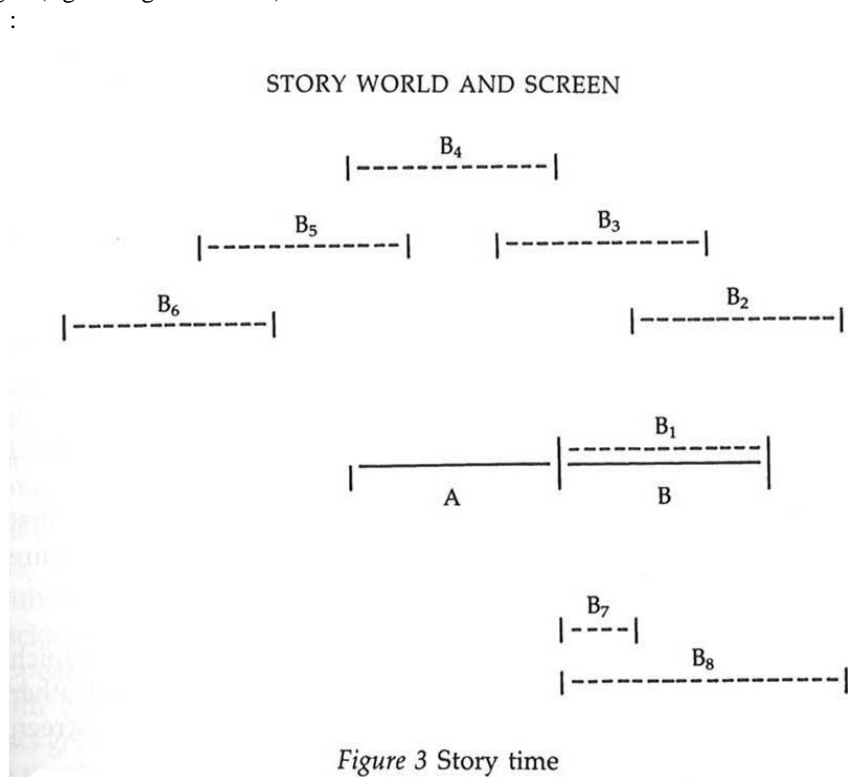 :
STORY WORLD AND SCREEN
B₄
B₅ B₃
B₆ B₂
B₁
A B
B₇
B₈
Figure 3 Story time